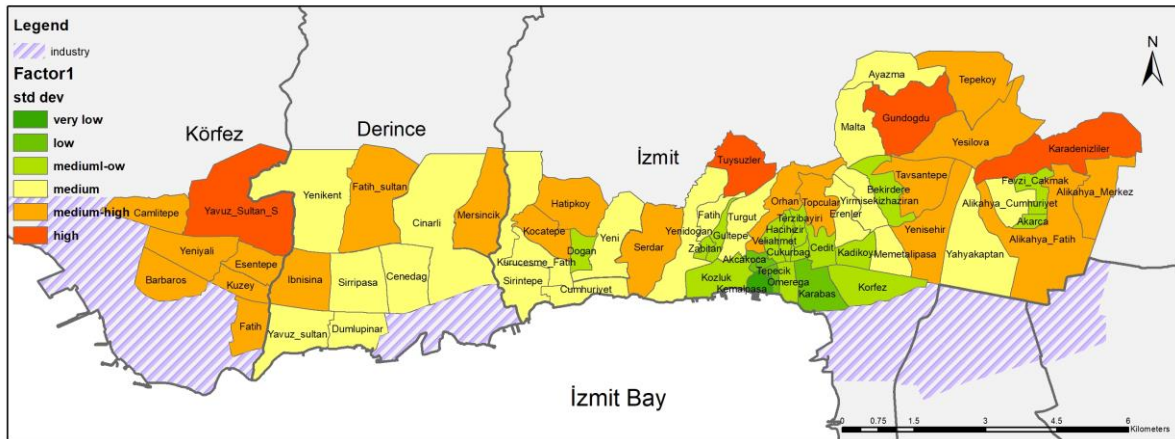 Legend
industry
Factor1
std dev
very low
low
mediuml-ow
medium
medium-high
high
Körfez
Derince
İzmit
İzmit Bay
N
Camlitepe
Yavuz_Sultan_S
Yeniyali
Esentepe
Barbaros
Kuzey
Fatih
Yenikent
Fatih_sultan
Cinarli
Mersincik
Ibnisina
Sirripasa
Cenedag
Yavuz_sultan
Dumlupinar
Hatipkoy
Kocatepe
Dogan
Yeni
Serdar
Kurucesme_Fatih
Sirintepe
Cumhuriyet
Tuysuzler
Fatih
Turgut
Yenidogan
Gultepe
Zabitan
Akcakoca
Kozluk
Kemalpasa
Orhan
Topcular
Terzibayiri
Hacihizir
Veliahmet
Cukurbag
Cedit
Tepecik
Omerega
Karabas
Kadikoy
Korfez
Erenler
Yirmisekizhaziran
Bekirdere
Memetalipasa
Malta
Ayazma
Gundogdu
Tepekoy
Yesilova
Tavsantepe
Yenisehir
Yahyakaptan
Karadenizliler
Fevzi_Cakmak
Alikahya_Merkez
Alikahya_Cumhuriyet
Akarca
Alikahya_Fatih
0 0.75 1.5 3 4.5 6
Kilometers